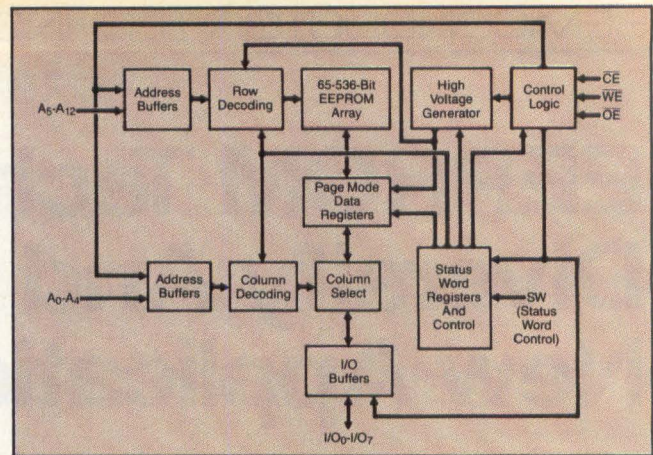 Address
Buffers
Row
Decoding
65-536-Bit
EEPROM
Array
High
Voltage
Generator
Control
Logic
CE
WE
OE
A5-A12
Page Mode
Data
Registers
Address
Buffers
Column
Decoding
Column
Select
Status
Word
Registers
And
Control
SW
(Status
Word
Control)
A0-A4
I/O
Buffers
I/O0-I/O7